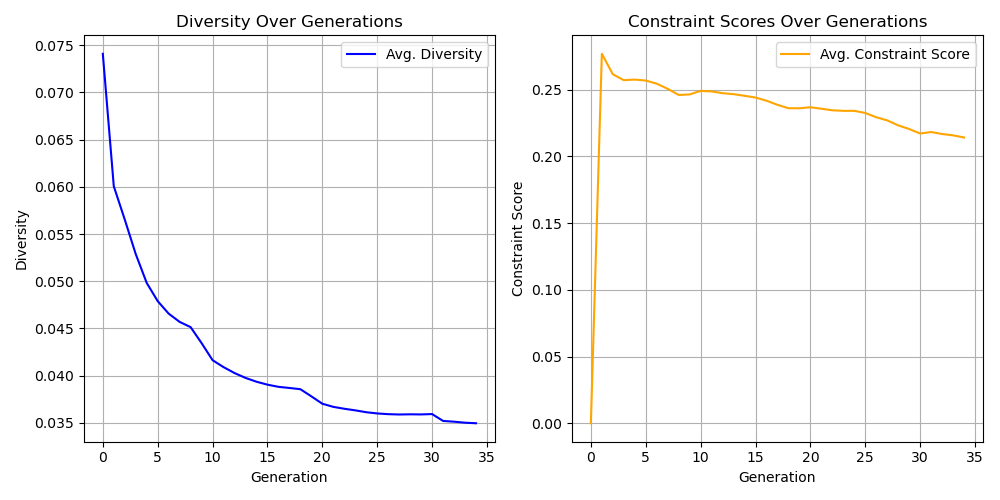 Diversity Over Generations
Avg. Diversity
0.075
0.070
0.065
0.060
0.055
0.050
0.045
0.040
0.035
Diversity
0 5 10 15 20 25 30 35
Generation
Constraint Scores Over Generations
Avg. Constraint Score
0.25
0.20
0.15
0.10
0.05
0.00
Constraint Score
0 5 10 15 20 25 30 35
Generation